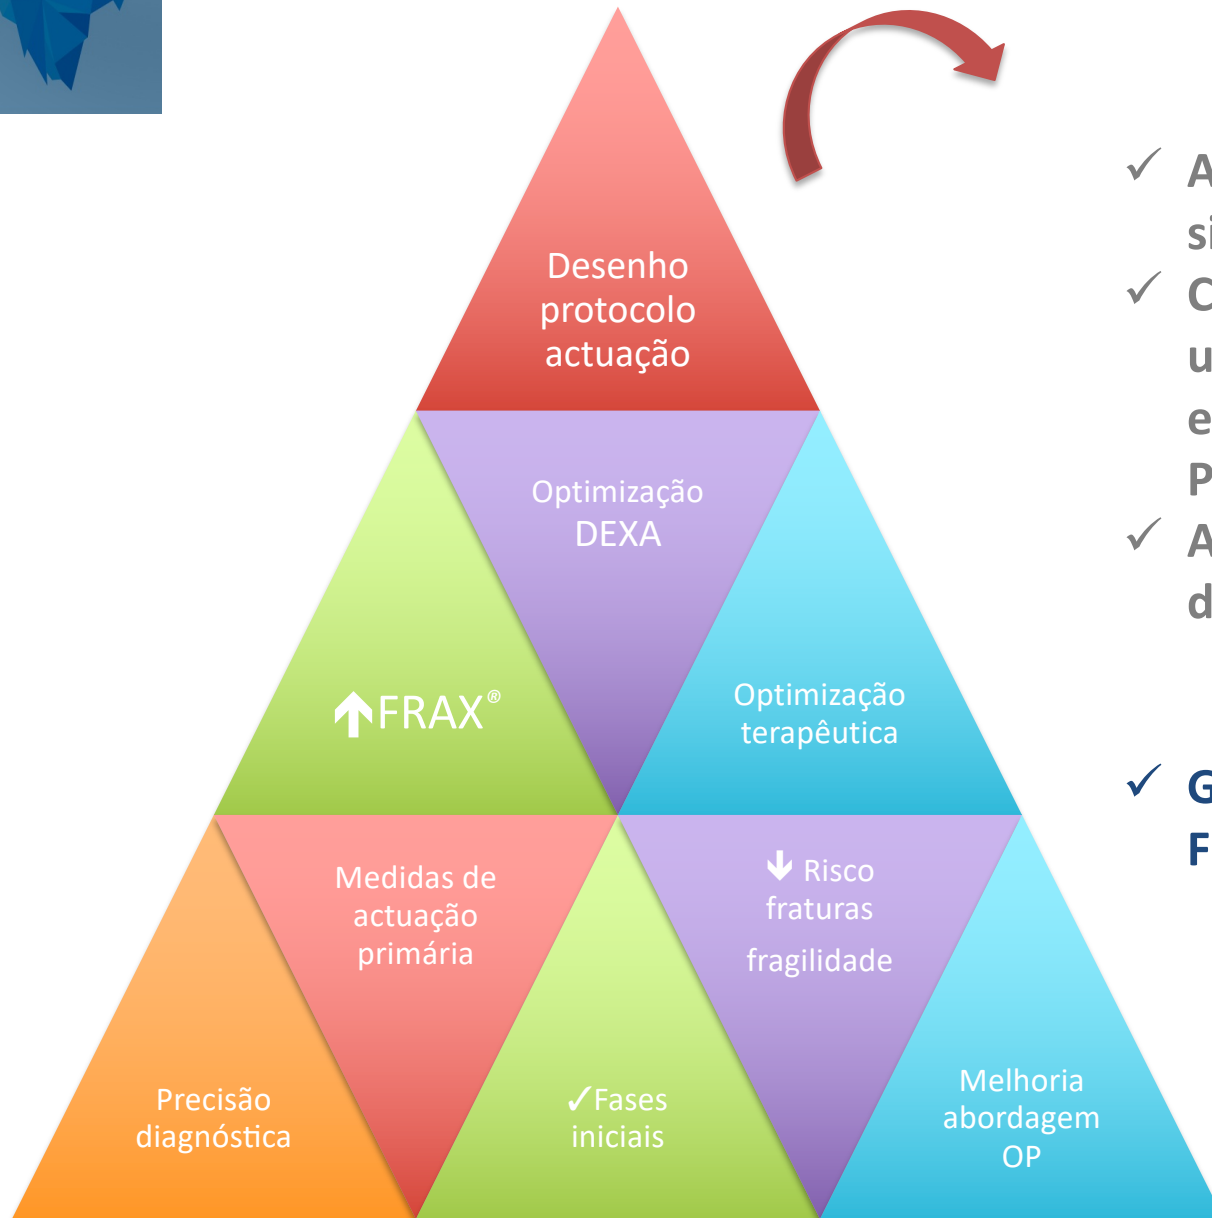 Desenho
protocolo
actuação
Optimização
DEXA
↑FRAX®
Optimização
terapêutica
Medidas de
actuação
primária
↓ Risco
fraturas
fragilidade
Precisão
diagnóstica
✓Fases
iniciais
Melhoria
abordagem
OP